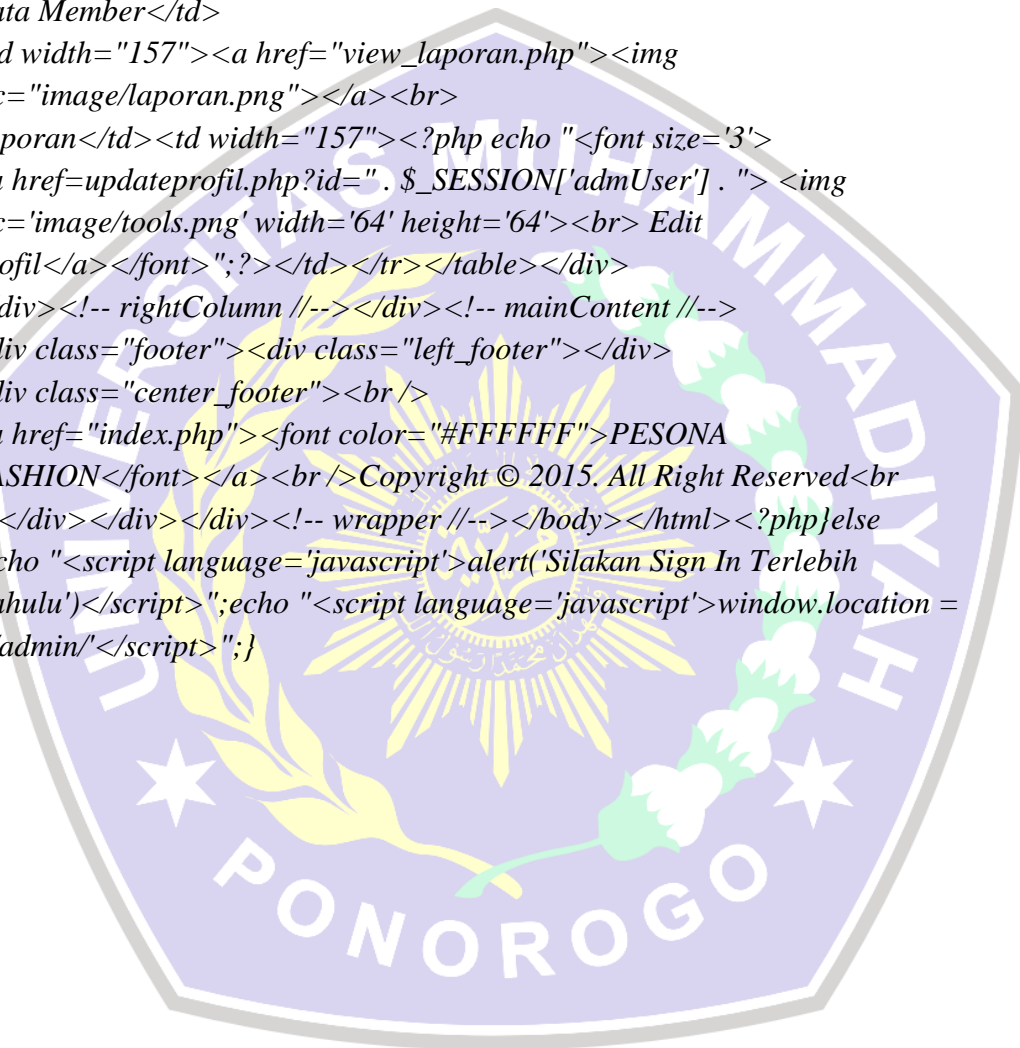 ata Member</td>
d width="157"><a href="view_laporan.php"><img
c="image/laporan.png"></a><br>
poran</td><td width="157"><?php echo "<font size='3'>
a href=updateprofil.php?id=" . $_SESSION['admUser'] . "> <img
c='image/tools.png' width='64' height='64'><br> Edit
ofil</a></font>";?></td></tr></table></div>
div><!-- rightColumn //--></div><!-- mainContent //-->
div class="footer"><div class="left_footer"></div>
div class="center_footer"><br />
a href="index.php"><font color="#FFFFFF">PESONA
ASHION</font></a><br />Copyright © 2015. All Right Reserved<br
></div></div></div><!-- wrapper //--></body></html><?php}else
cho "<script language='javascript'>alert('Silakan Sign In Terlebih
ahulu')</script>";echo "<script language='javascript'>window.location =
/admin/'</script>";}
UNIVERSITAS MUHAMMADIYAH
PONOROGO